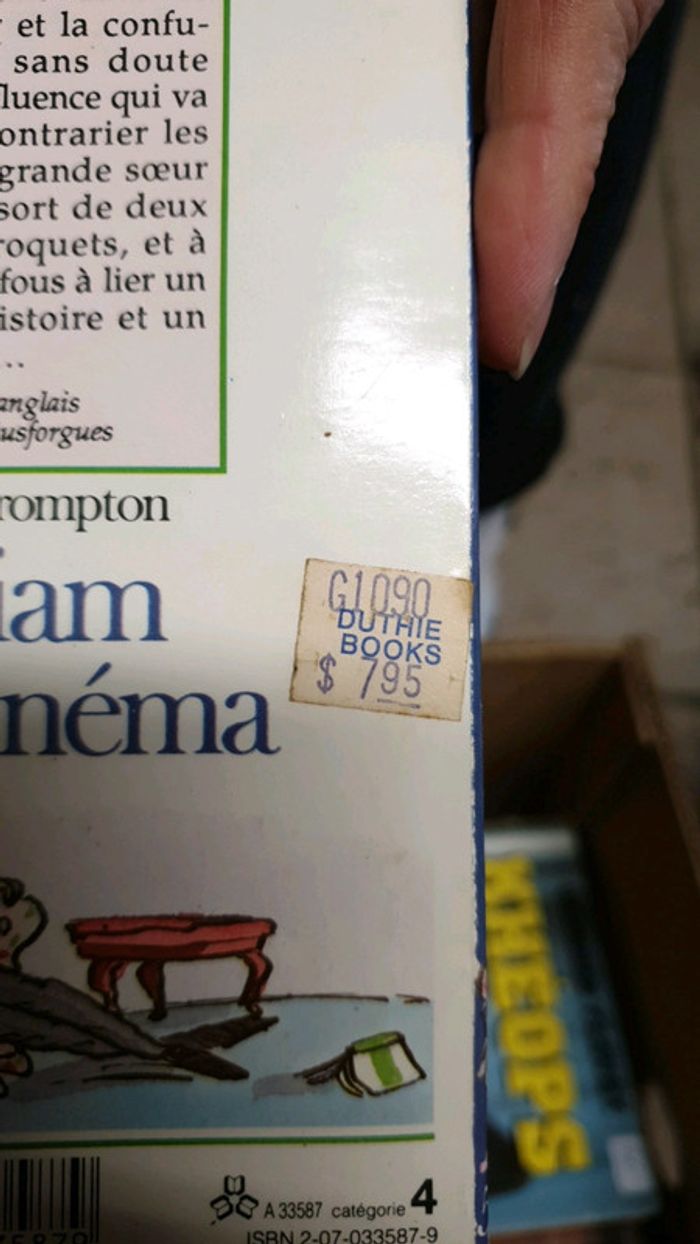 et la confu-
sans doute
fluence qui va
ontrarier les
grande sœur
sort de deux
roquets, et à
fous à lier un
istoire et un
..
anglais
usforgues
rompton
iam
néma
G1090
DUTHIE
BOOKS
$ 795
A 33587 catégorie 4
ISBN 2-07-033587-9
KHÉOPS